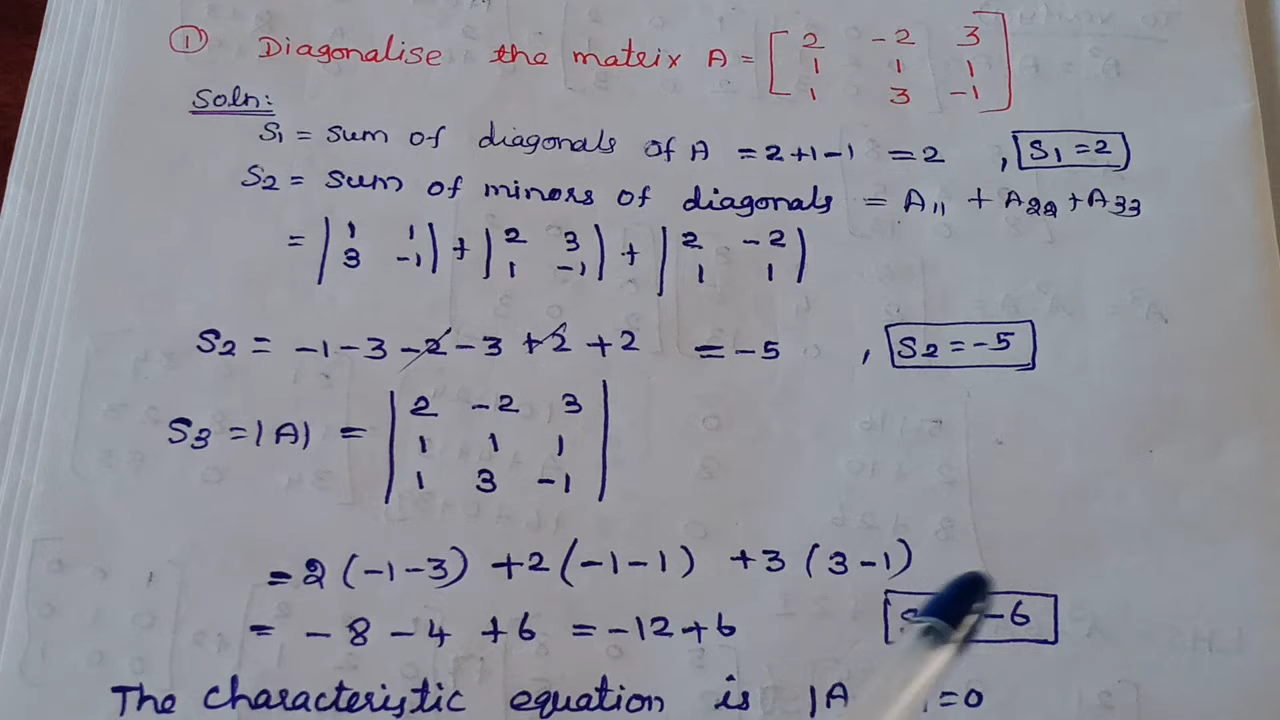 ① Diagonalise the matrix A = [2 -2 3
1 1 1
1 3 -1]
Soln:
S₁ = sum of diagonals of A = 2+1-1 = 2 , S₁ = 2
S₂ = sum of minors of diagonals = A₁₁ + A₂₂ + A₃₃
= |1 1| + |2 3| + |2 -2|
|3 -1| |1 -1| |1 1|
S₂ = -1-3-2-3+2+2 = -5 , S₂ = -5
|2 -2 3|
S₃ = |A| = |1 1 1|
|1 3 -1|
= 2(-1-3) +2(-1-1) +3(3-1)
= -8-4+6 = -12+6 -6
The characteristic equation is |A =0